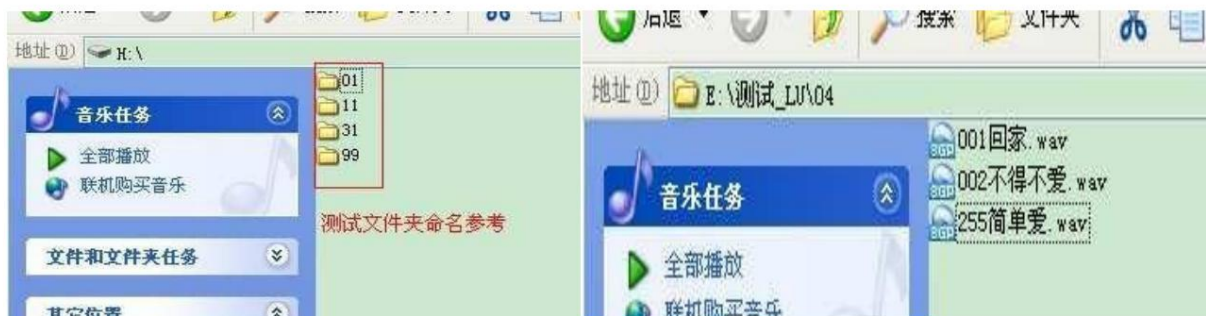 后退
搜索
文件夹
地址(D) H:\
01
11
31
99
音乐任务
全部播放
联机购买音乐
测试文件夹命名参考
文件和文件夹任务
其它位置
地址(D) E:\测试_LU\04
001回家.wav
002不得不爱.wav
255简单爱.wav
音乐任务
全部播放
联机购买音乐